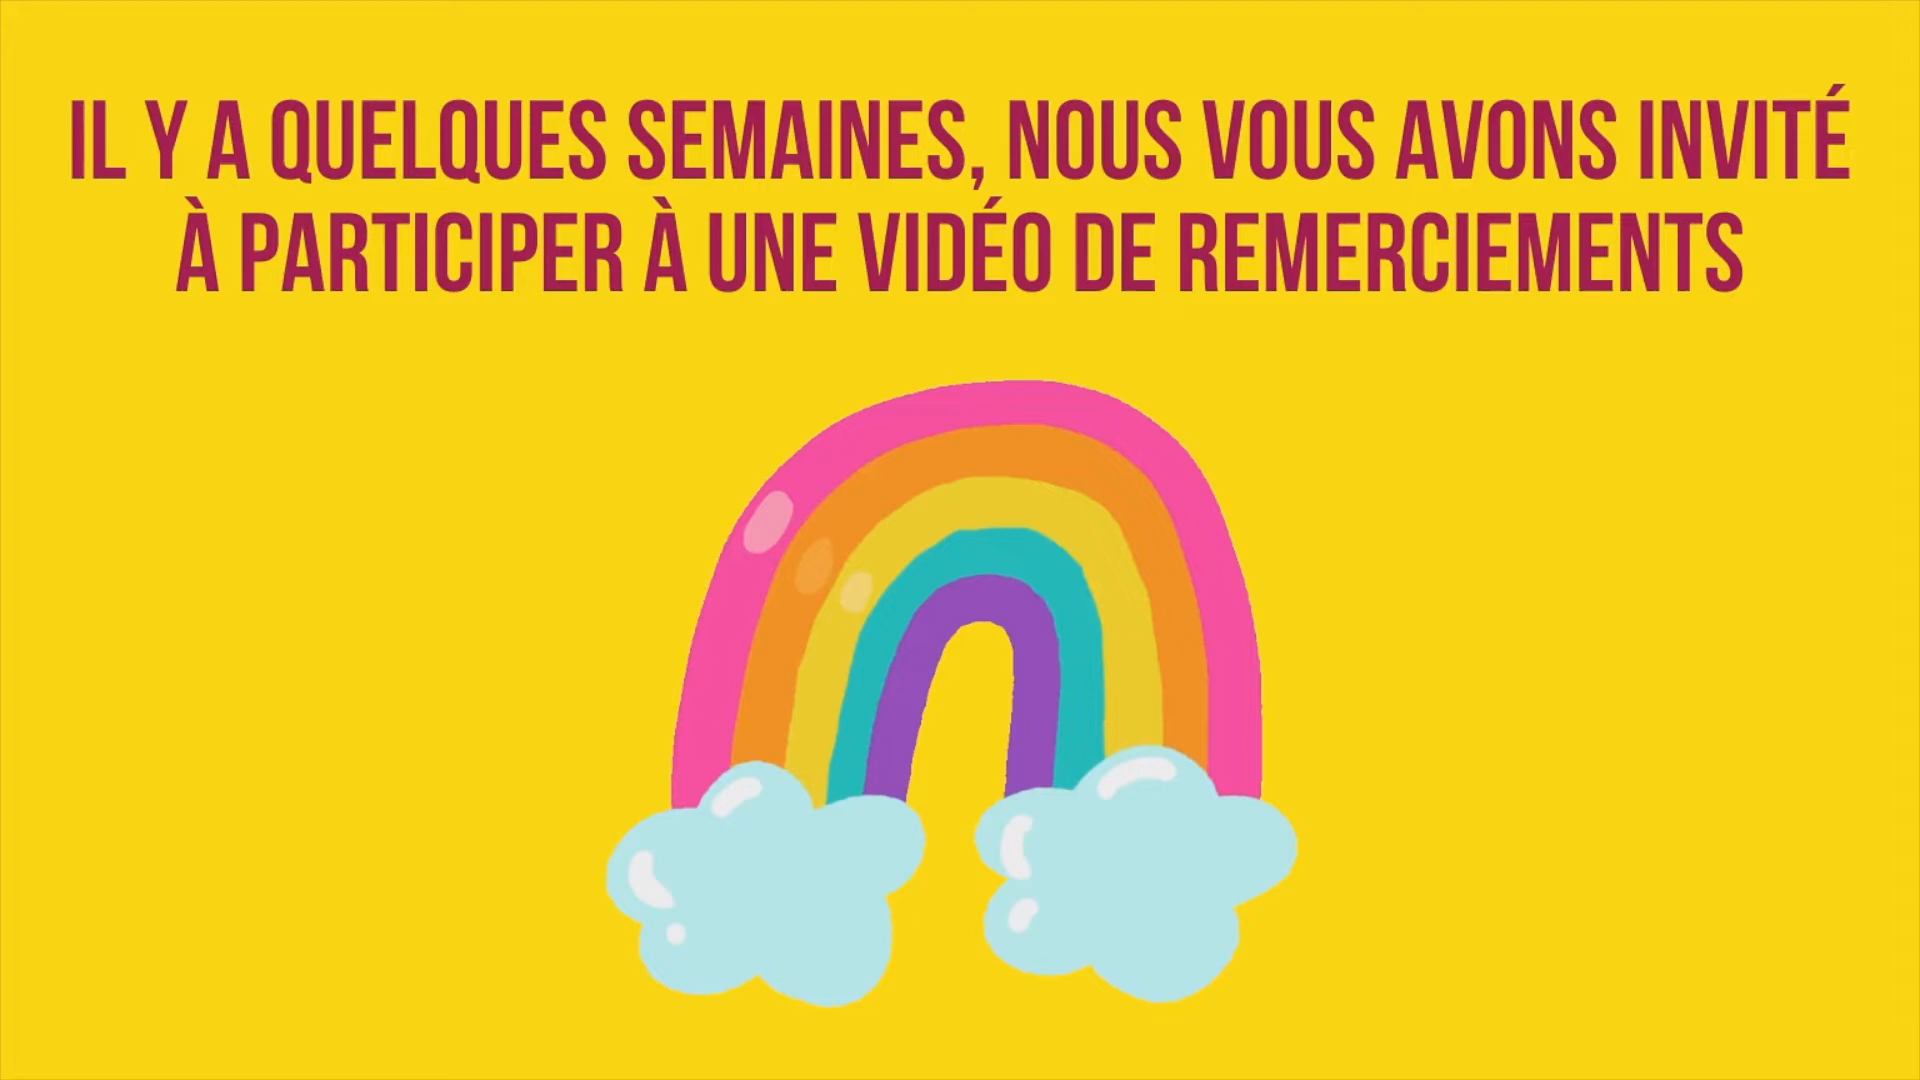 IL Y A QUELQUES SEMAINES, NOUS VOUS AVONS INVITÉ
À PARTICIPER À UNE VIDÉO DE REMERCIEMENTS